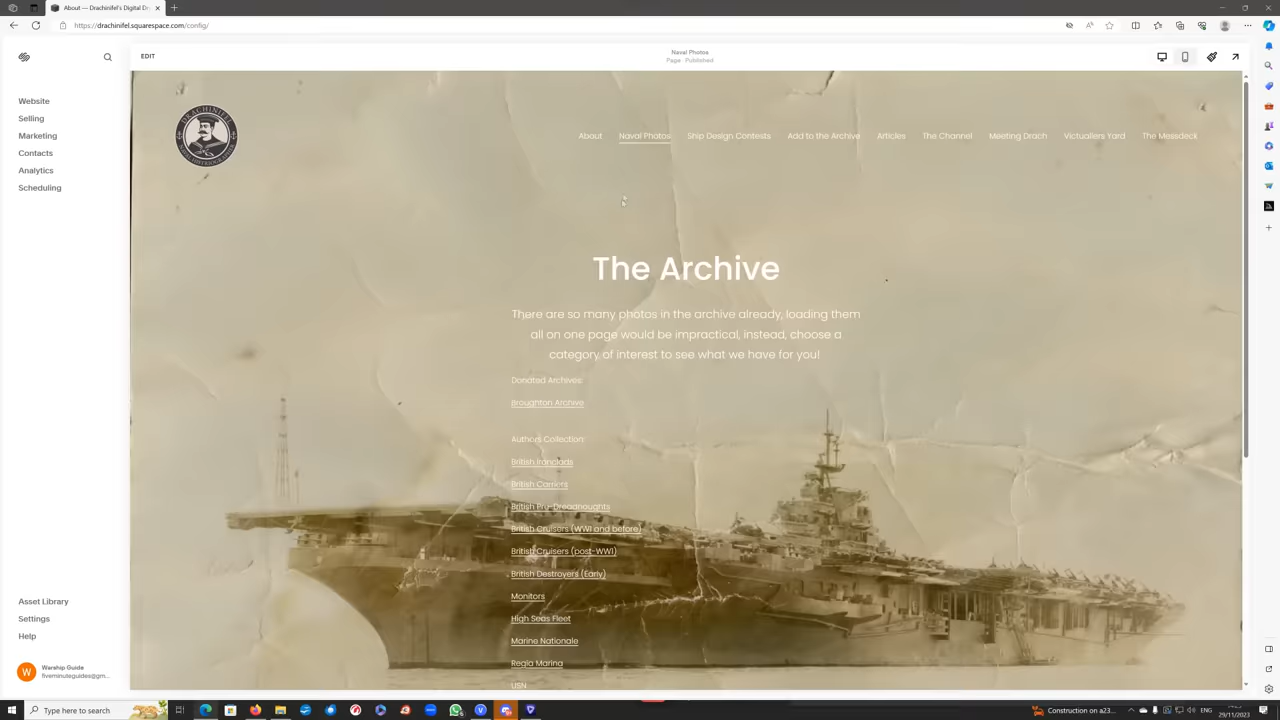 About — Drachinifel's Digital Dr
https://drachinifel.squarespace.com/config/
EDIT
Naval Photos
Page · Published
Website
Selling
Marketing
Contacts
Analytics
Scheduling
DRACHINIFEL
About
Naval Photos
Ship Design Contests
Add to the Archive
Articles
The Channel
Meeting Drach
Victuallers Yard
The Messdeck
The Archive
There are so many photos in the archive already, loading them
all on one page would be impractical, instead, choose a
category of interest to see what we have for you!
Donated Archives:
Broughton Archive
Authors Collection:
British Ironclads
British Carriers
British Pre-Dreadnoughts
British Cruisers (WW1 and before)
British Cruisers (post-WW1)
British Destroyers (Early)
Monitors
High Seas Fleet
Marine Nationale
Regia Marina
USN
Asset Library
Settings
Help
W
Warship Guide
fiveminuteguides@gm...
Type here to search
Construction on a23...
ENG
29/11/2023